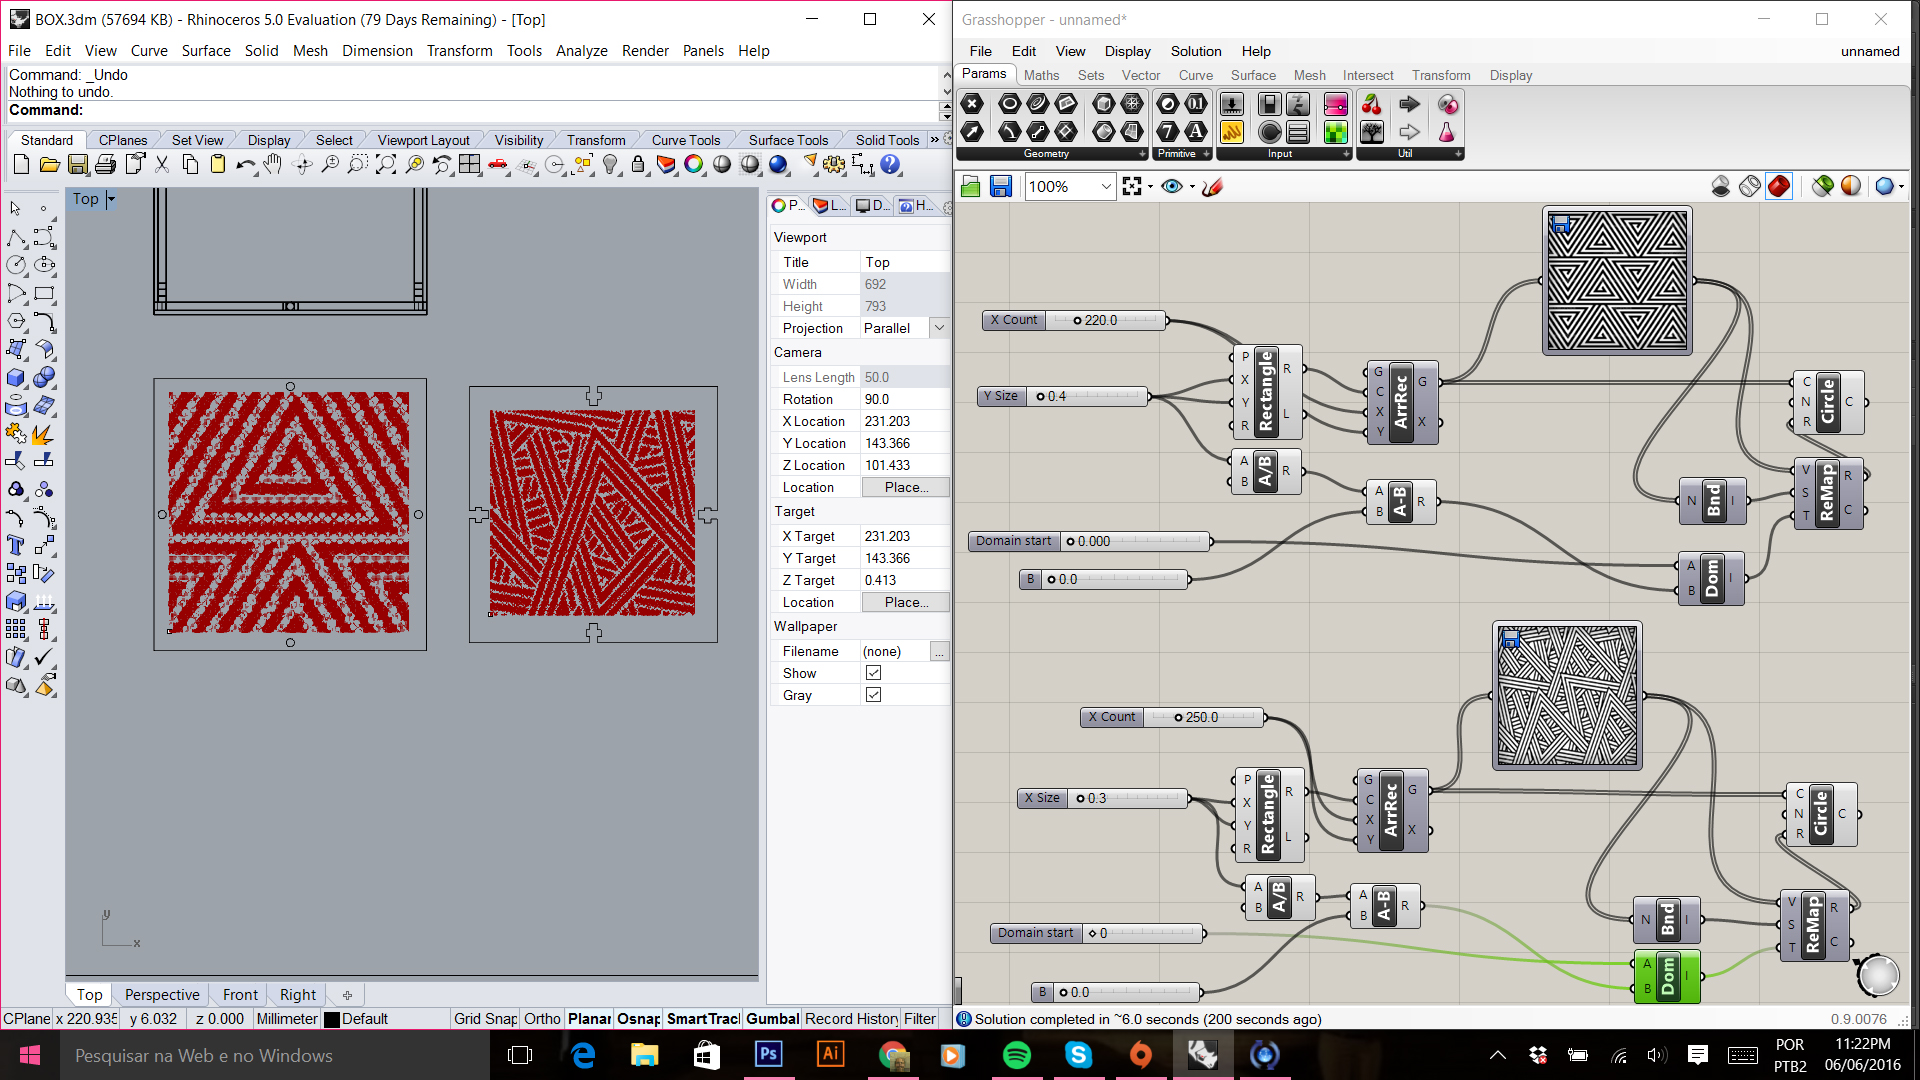 BOX.3dm (57694 KB) - Rhinoceros 5.0 Evaluation (79 Days Remaining) - [Top]
File Edit View Curve Surface Solid Mesh Dimension Transform Tools Analyze Render Panels Help
Command: _Undo
Nothing to undo.
Command:
Standard CPlanes Set View Display Select Viewport Layout Visibility Transform Curve Tools Surface Tools Solid Tools »
Top
P... L... D... H...
Viewport
Title Top
Width 692
Height 793
Projection Parallel
Camera
Lens Length 50.0
Rotation 90.0
X Location 231.203
Y Location 143.366
Z Location 101.433
Location Place...
Target
X Target 231.203
Y Target 143.366
Z Target 0.413
Location Place...
Wallpaper
Filename (none) ...
Show
Gray
y
x
Top Perspective Front Right
CPlane x 220.935 y 6.032 z 0.000 Millimeter Default Grid Snap Ortho Planar Osnap SmartTrack Gumbal Record History Filter
Grasshopper - unnamed*
File Edit View Display Solution Help unnamed
Params Maths Sets Vector Curve Surface Mesh Intersect Transform Display
Geometry Primitive Input Util
100%
X Count 220.0
Y Size 0.4
P X Y R Rectangle R L
G C X Y ArrRec G X
C N R Circle C
A B A/B R
A B A-B R
N Bnd I
V S T ReMap R C
Domain start 0.000
B 0.0
A B Dom I
X Count 250.0
X Size 0.3
P X Y R Rectangle R L
G C X Y ArrRec G X
C N R Circle C
A B A/B R
A B A-B R
N Bnd I
V S T ReMap R C
Domain start 0
A B Dom I
B 0.0
Solution completed in ~6.0 seconds (200 seconds ago) 0.9.0076
Pesquisar na Web e no Windows
Ps
Ai
POR
PTB2
11:22PM
06/06/2016